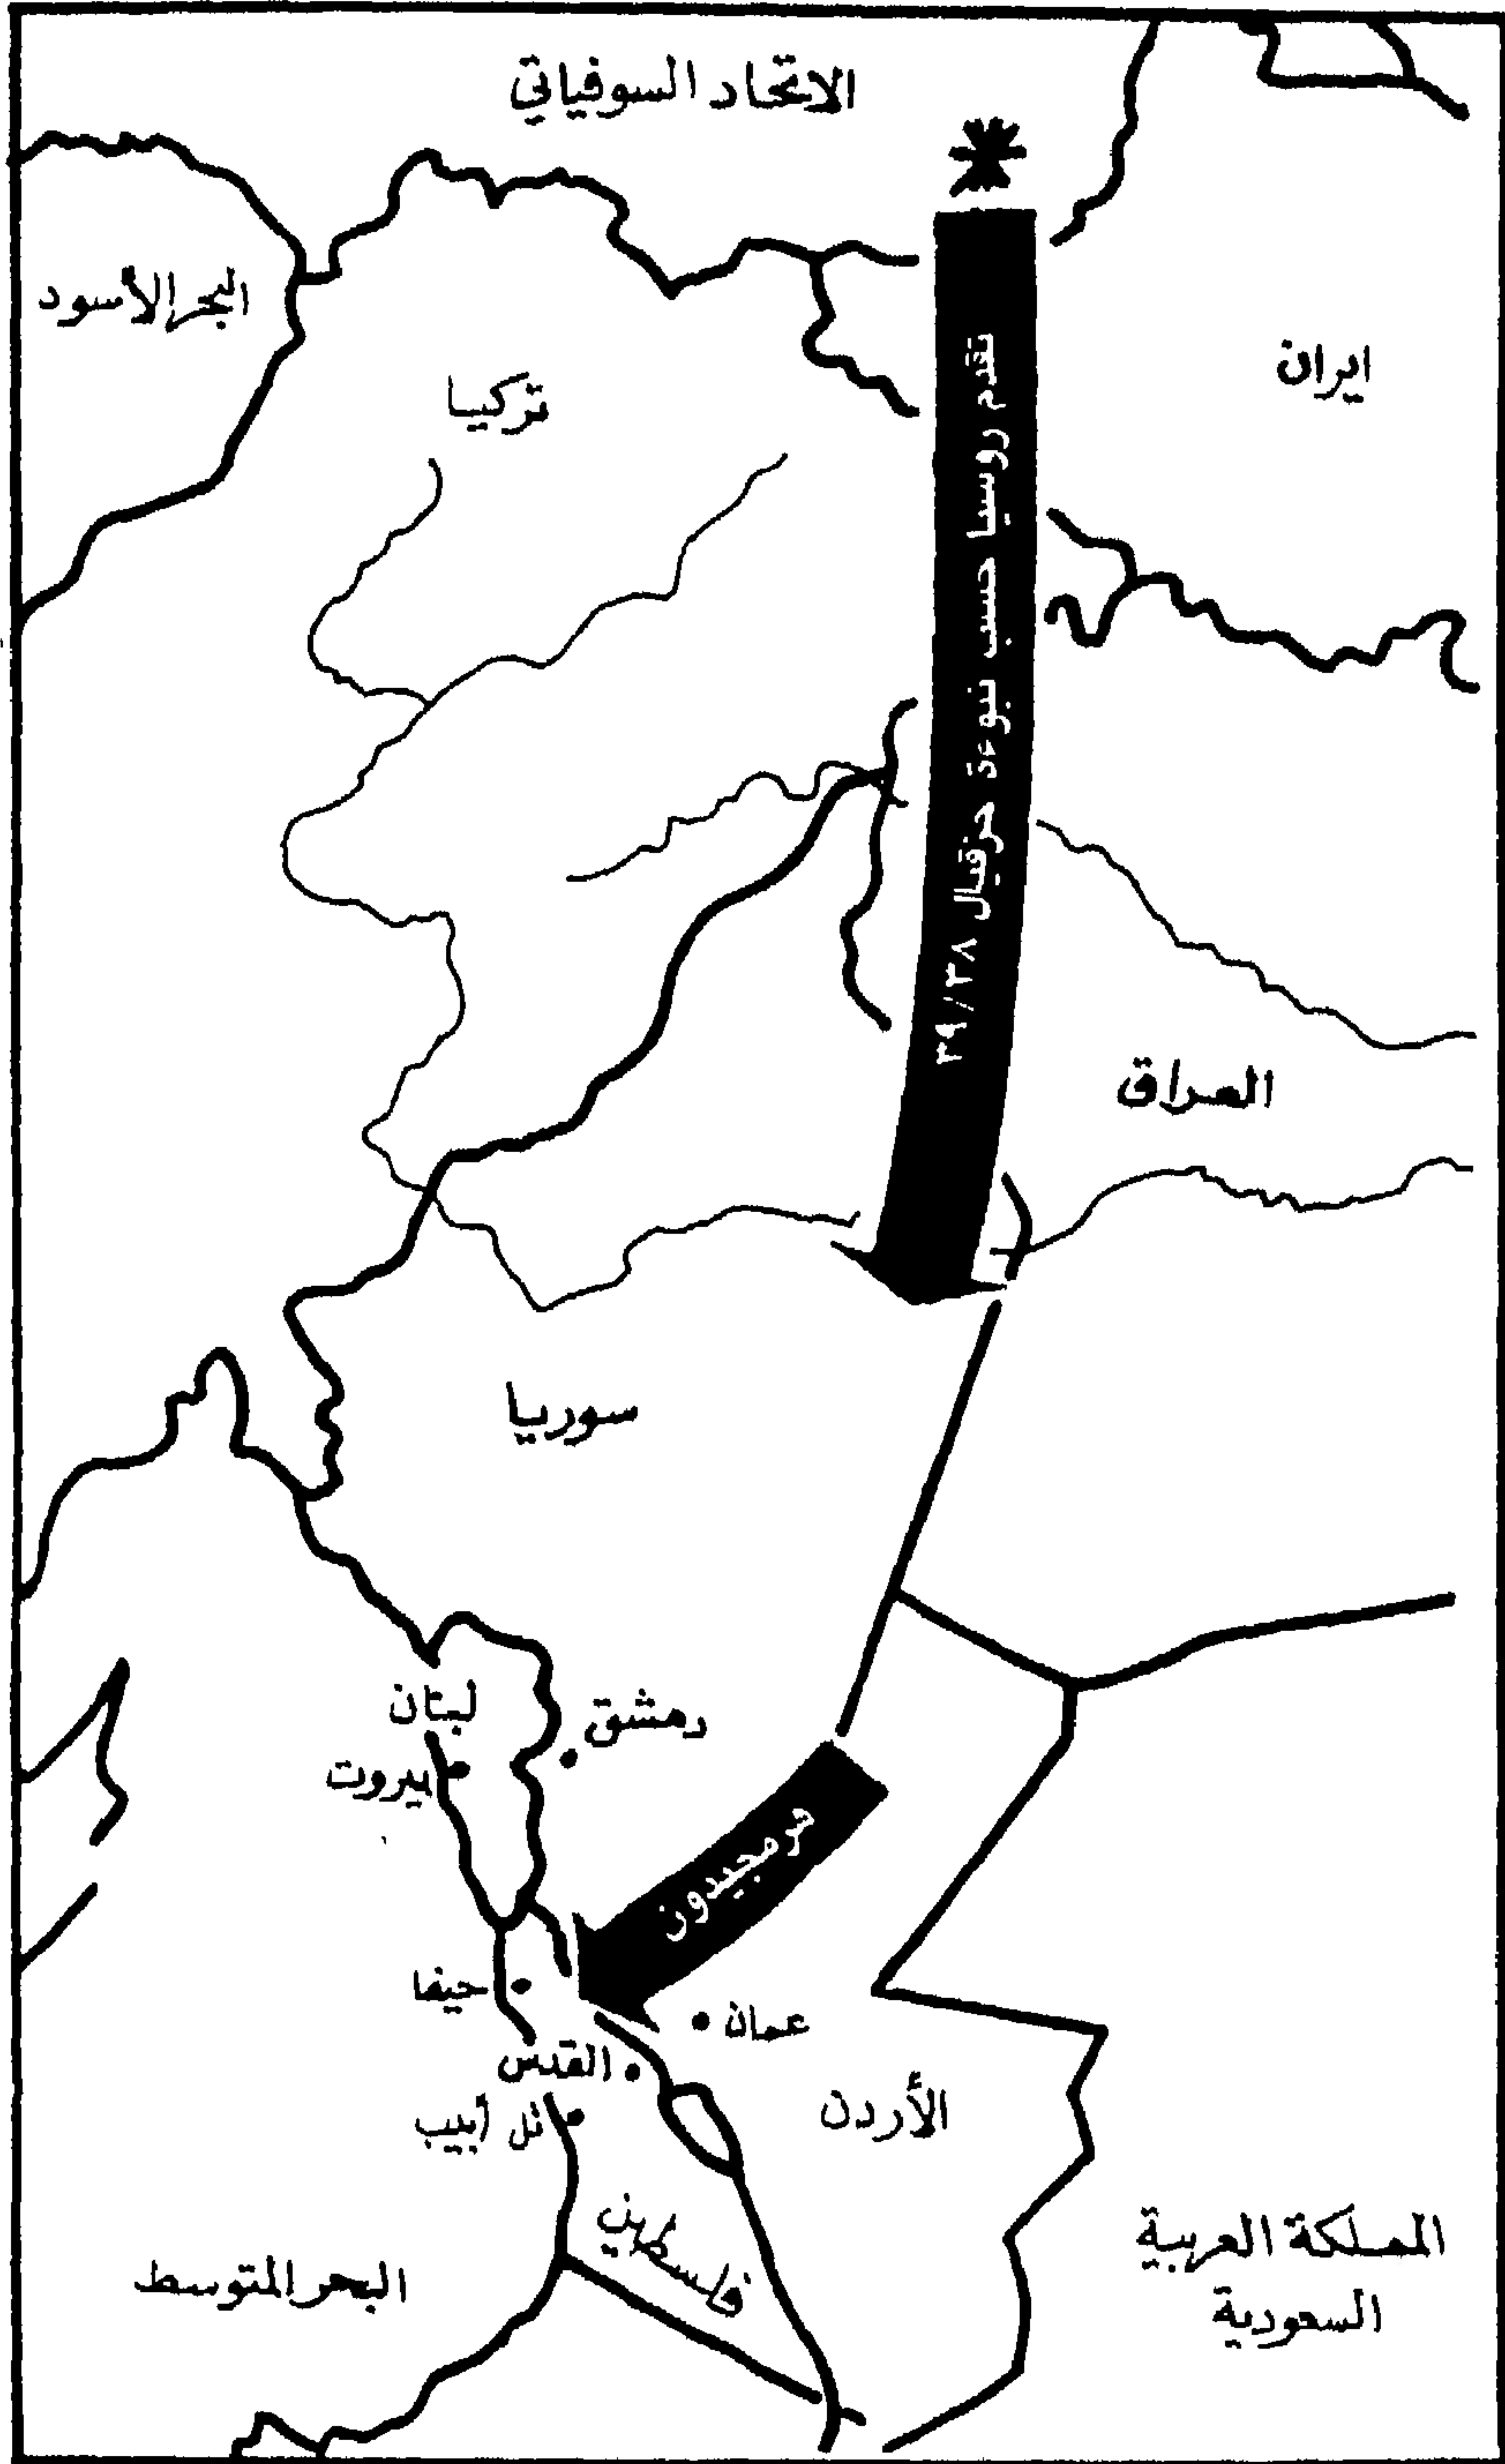 الاتحاد السوفياتي
البحر الأسود
تركيا
ايران
تقدم روسيا حسب نبوءة حزقيال ٣٩/٣٨
العراق
سوريا
لبنان
دمشق
بيروت
هرمجيدون
حيفا
عمان
القدس
تل أبيب
الأردن
فلسطين
المملكة العربية
السعودية
البحر المتوسط